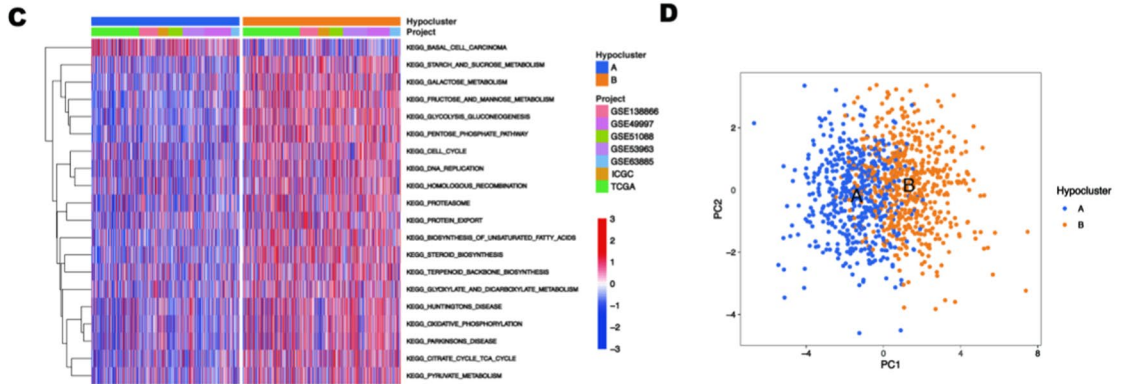 C
Hypocluster
Project
KEGG_BASAL_CELL_CARCINOMA
KEGG_STARCH_AND_SUCROSE_METABOLISM
KEGG_GALACTOSE_METABOLISM
KEGG_FRUCTOSE_AND_MANNOSE_METABOLISM
KEGG_GLYCOLYSIS_GLUCONEOGENESIS
KEGG_PENTOSE_PHOSPHATE_PATHWAY
KEGG_CELL_CYCLE
KEGG_DNA_REPLICATION
KEGG_HOMOLOGOUS_RECOMBINATION
KEGG_PROTEASOME
KEGG_PROTEIN_EXPORT
KEGG_BIOSYNTHESIS_OF_UNSATURATED_FATTY_ACIDS
KEGG_STEROID_BIOSYNTHESIS
KEGG_TERPENOID_BACKBONE_BIOSYNTHESIS
KEGG_GLYOXYLATE_AND_DICARBOXYLATE_METABOLISM
KEGG_HUNTINGTONS_DISEASE
KEGG_OXIDATIVE_PHOSPHORYLATION
KEGG_PARKINSONS_DISEASE
KEGG_CITRATE_CYCLE_TCA_CYCLE
KEGG_PYRUVATE_METABOLISM
Hypocluster
A
B
Project
GSE138866
GSE49997
GSE51088
GSE53963
GSE63885
ICGC
TCGA
3
2
1
0
−1
−2
−3
D
PC2
2
0
−2
−4
A
B
−4
0
4
8
PC1
Hypocluster
A
B